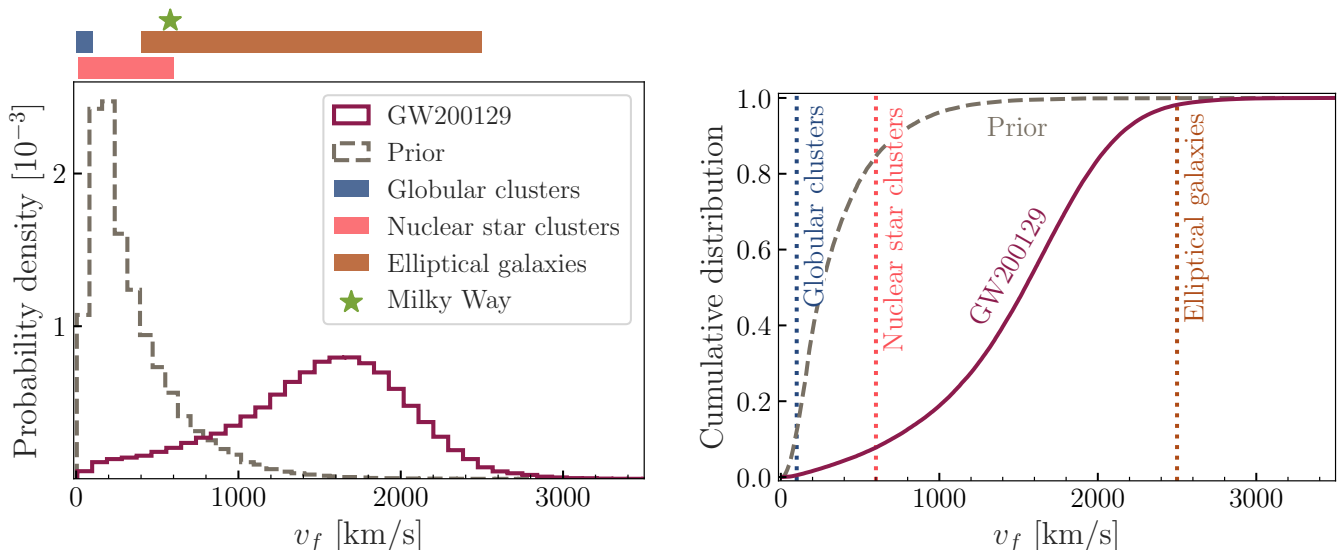 Probability density [10⁻³]
2
1
GW200129
Prior
Globular clusters
Nuclear star clusters
Elliptical galaxies
Milky Way
0
1000
2000
3000
v_f [km/s]
Cumulative distribution
1.0
0.8
0.6
0.4
0.2
0.0
Prior
Globular clusters
Nuclear star clusters
GW200129
Elliptical galaxies
0
1000
2000
3000
v_f [km/s]